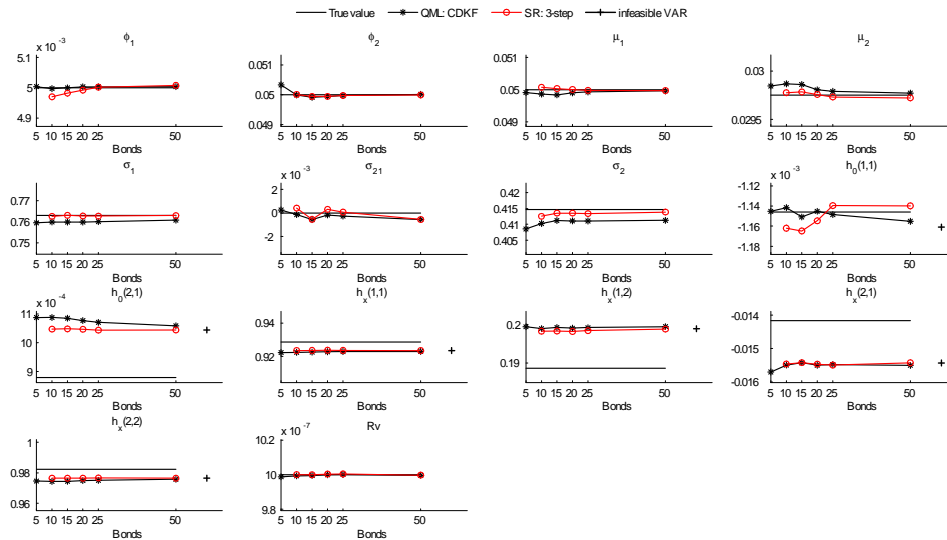 True value QML: CDKF SR: 3-step infeasible VAR
ϕ1 ϕ2 μ1 μ2
x 10^-3
5.1 5 4.9
0.051 0.05 0.049
0.051 0.05 0.049
0.03 0.0295
5 10 15 20 25 50 5 10 15 20 25 50 5 10 15 20 25 50 5 10 15 20 25 50
Bonds Bonds Bonds Bonds
σ1 σ21 σ2 h0(1,1)
x 10^-3 x 10^-3
0.77 0.76 0.75
2 0 -2
0.42 0.415 0.41 0.405
-1.12 -1.14 -1.16 -1.18
5 10 15 20 25 50 5 10 15 20 25 50 5 10 15 20 25 50 5 10 15 20 25 50
Bonds Bonds Bonds Bonds
h0(2,1) hx(1,1) hx(1,2) hx(2,1)
x 10^-4
11 10 9
0.94 0.92
0.2 0.19
-0.014 -0.015 -0.016
5 10 15 20 25 50 5 10 15 20 25 50 5 10 15 20 25 50 5 10 15 20 25 50
Bonds Bonds Bonds Bonds
hx(2,2) Rv
x 10^-7
1 0.98 0.96
10.2 10 9.8
5 10 15 20 25 50 5 10 15 20 25 50
Bonds Bonds